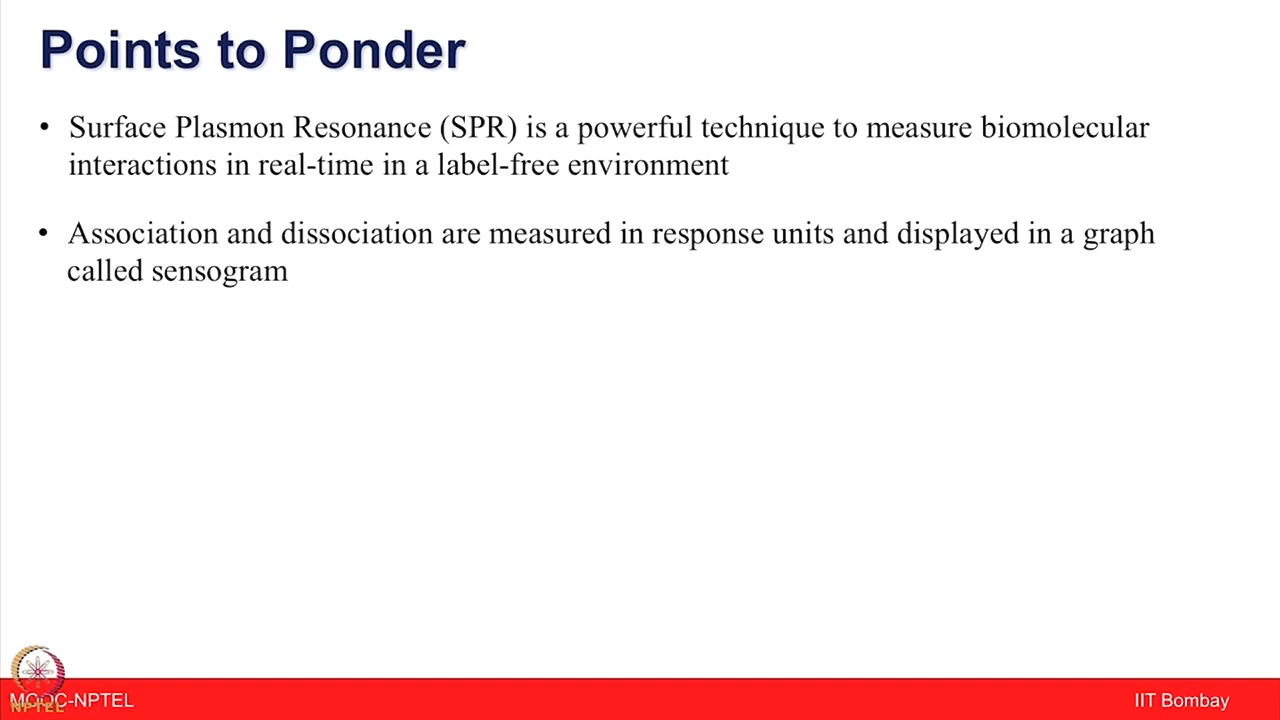 Points to Ponder
• Surface Plasmon Resonance (SPR) is a powerful technique to measure biomolecular
interactions in real-time in a label-free environment
• Association and dissociation are measured in response units and displayed in a graph
called sensogram
MOOC-NPTEL
NPTEL
IIT Bombay